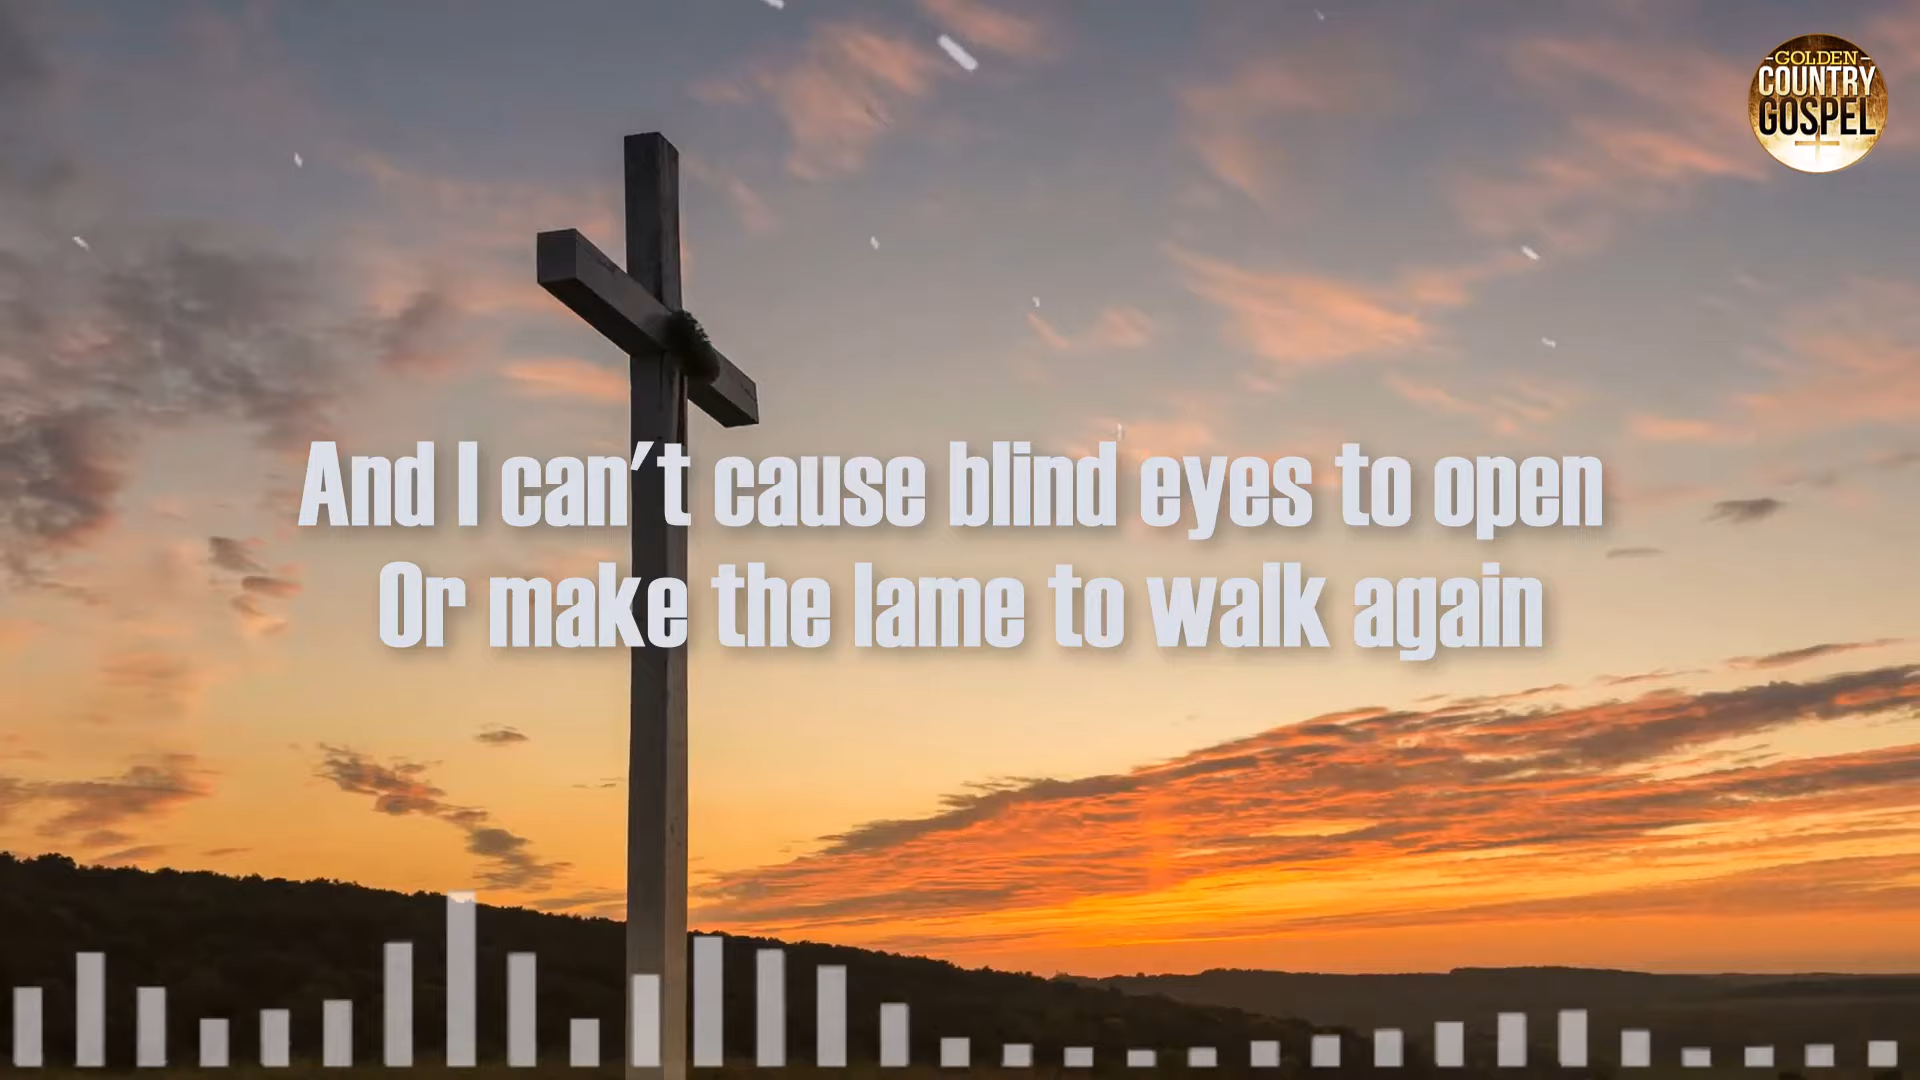 And I can't cause blind eyes to open
Or make the lame to walk again
GOLDEN
COUNTRY
GOSPEL